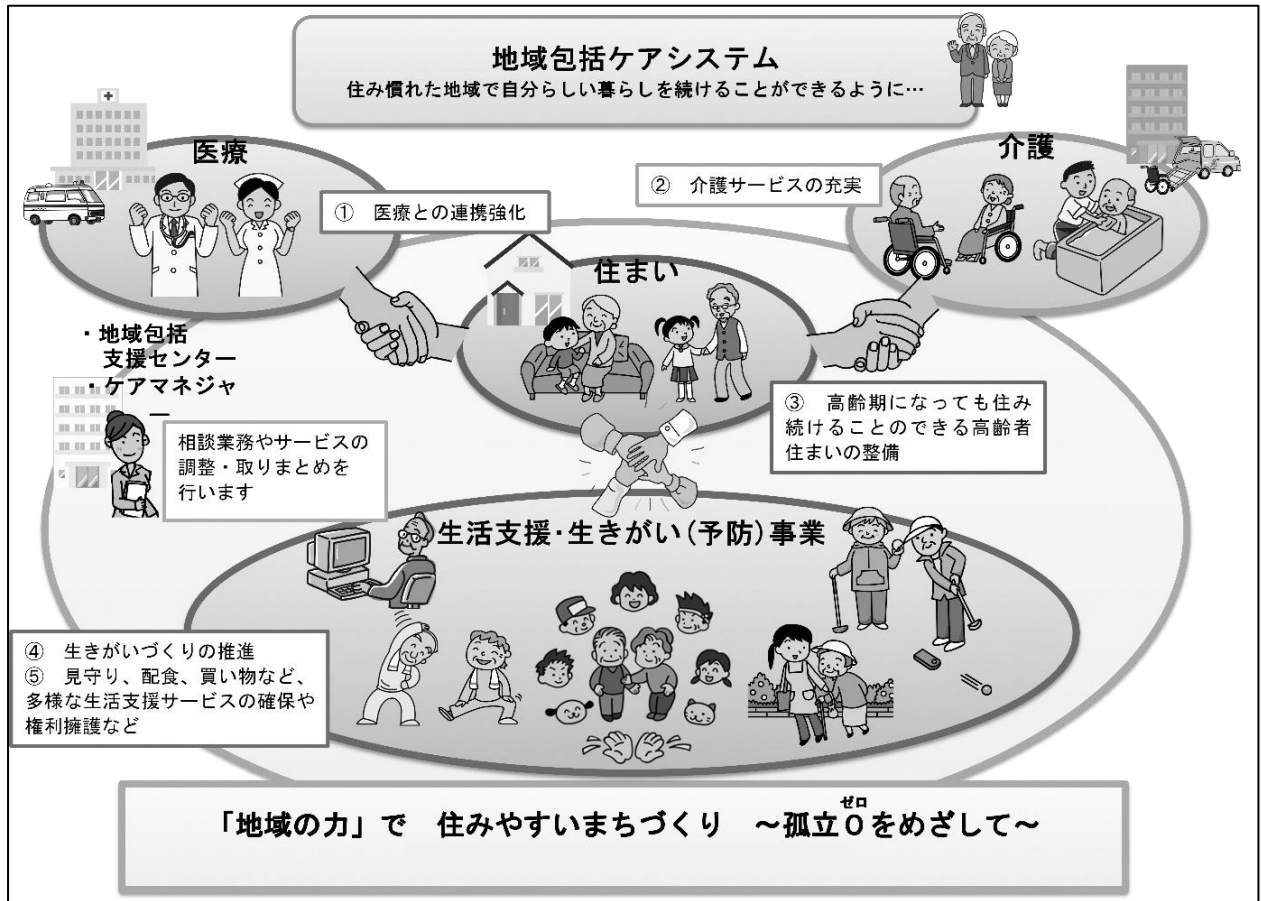 地域包括ケアシステム
住み慣れた地域で自分らしい暮らしを続けることができるように…
医療
介護
① 医療との連携強化
② 介護サービスの充実
住まい
・地域包括
支援センター
・ケアマネジャ
ー
相談業務やサービスの
調整・取りまとめを
行います
③ 高齢期になっても住み
続けることのできる高齢者
住まいの整備
生活支援・生きがい(予防)事業
④ 生きがいづくりの推進
⑤ 見守り、配食、買い物など、
多様な生活支援サービスの確保や
権利擁護など
ゼロ
「地域の力」で 住みやすいまちづくり ～孤立0をめざして～